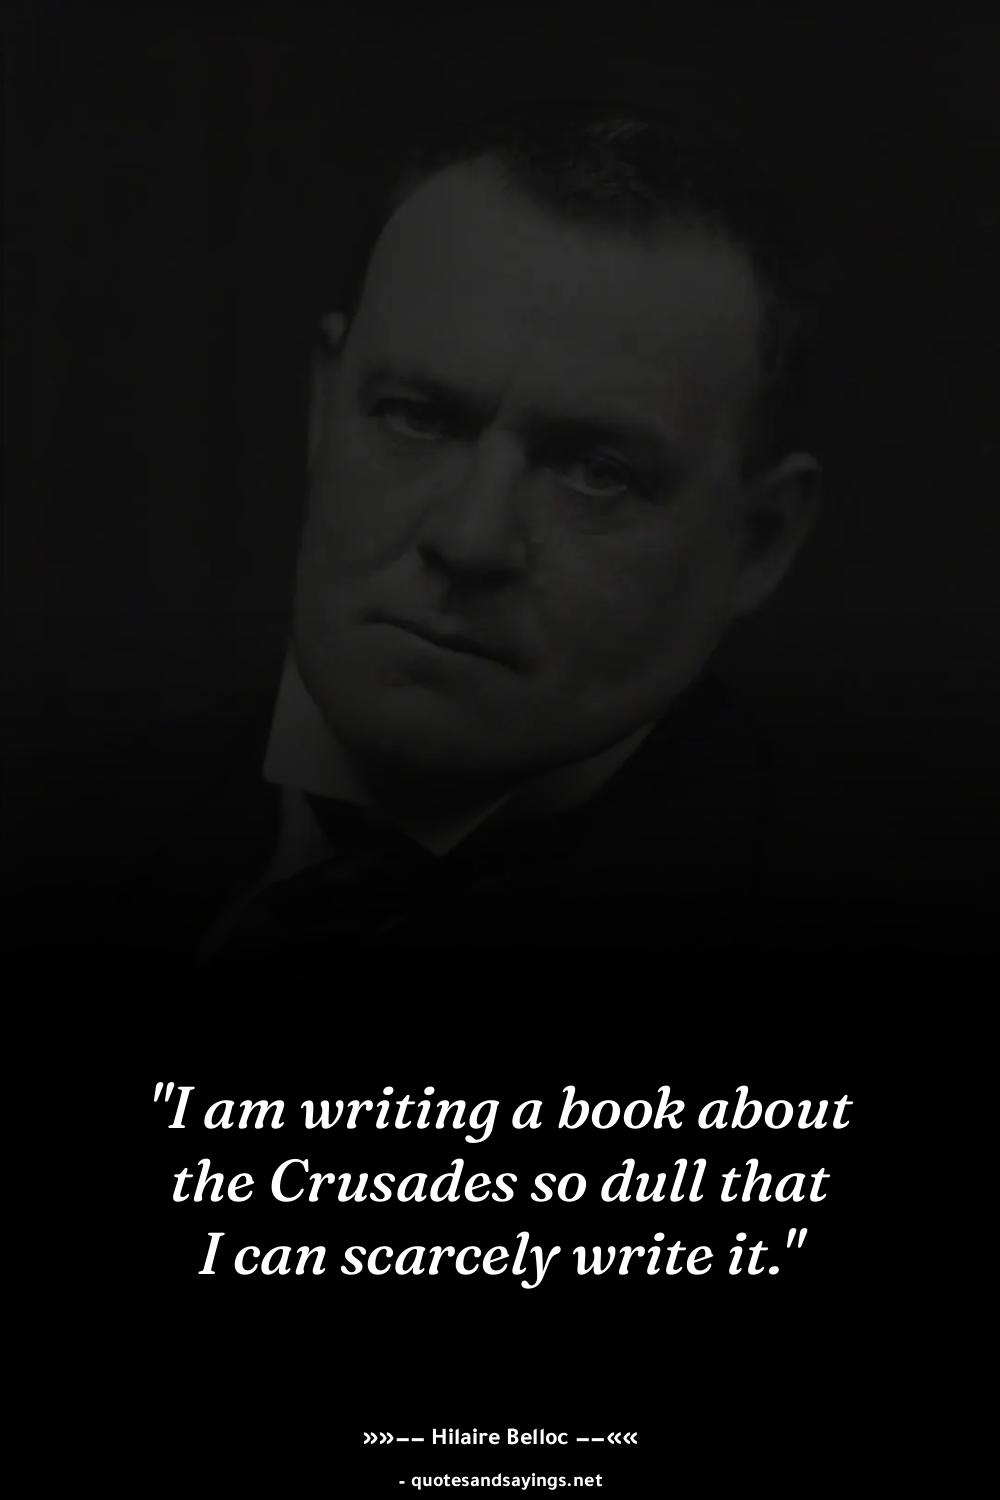 "I am writing a book about
the Crusades so dull that
I can scarcely write it."
»»–– Hilaire Belloc ––««
- quotesandsayings.net